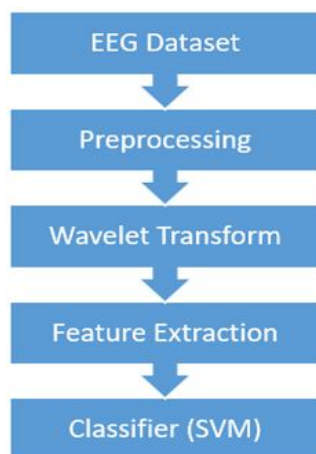 EEG Dataset
Preprocessing
Wavelet Transform
Feature Extraction
Classifier (SVM)